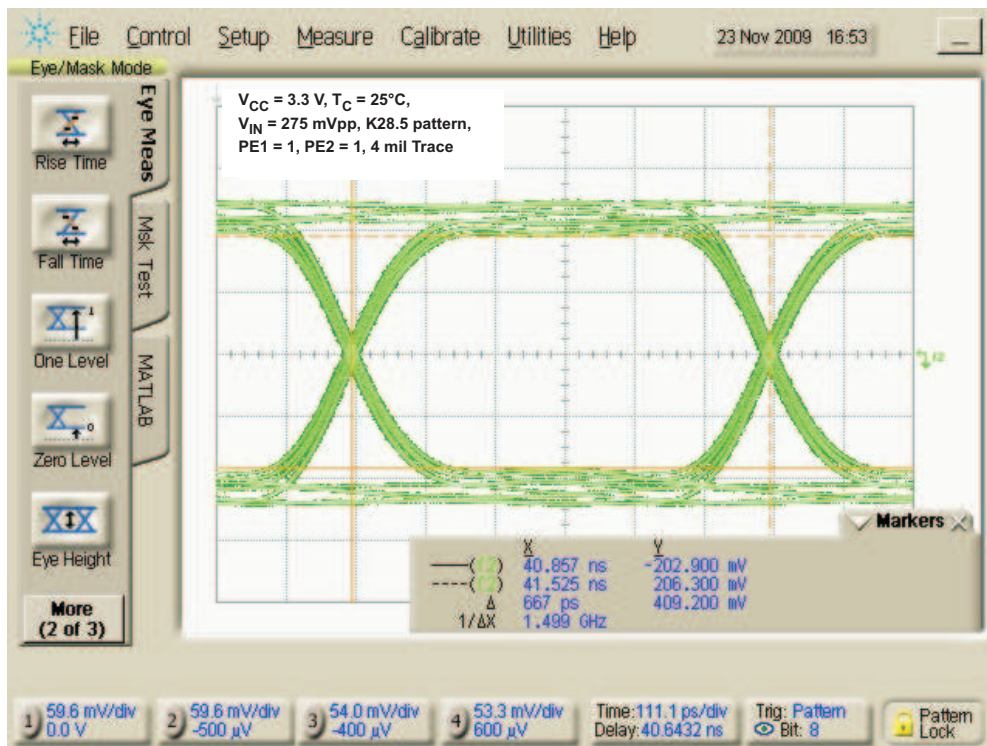 File Control Setup Measure Calibrate Utilities Help 23 Nov 2009 16:53
Eye/Mask Mode
Eye Meas
Msk Test
MATLAB
Rise Time
Fall Time
One Level
Zero Level
Eye Height
More
(2 of 3)
VCC = 3.3 V, TC = 25°C,
VIN = 275 mVpp, K28.5 pattern,
PE1 = 1, PE2 = 1, 4 mil Trace
Markers
X Y
40.857 ns -202.900 mV
41.525 ns 206.300 mV
Δ 667 ps 409.200 mV
1/ΔX 1.499 GHz
1) 59.6 mV/div
0.0 V
2) 59.6 mV/div
-500 µV
3) 54.0 mV/div
-400 µV
4) 53.3 mV/div
600 µV
Time:111.1 ps/div
Delay:40.6432 ns
Trig: Pattern
Bit: 8
Pattern
Lock